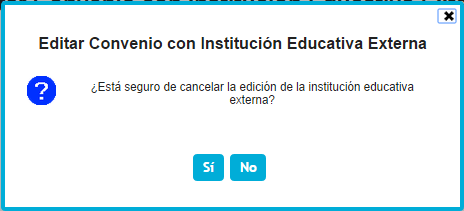 Editar Convenio con Institución Educativa Externa
¿Está seguro de cancelar la edición de la institución educativa
externa?
Sí No